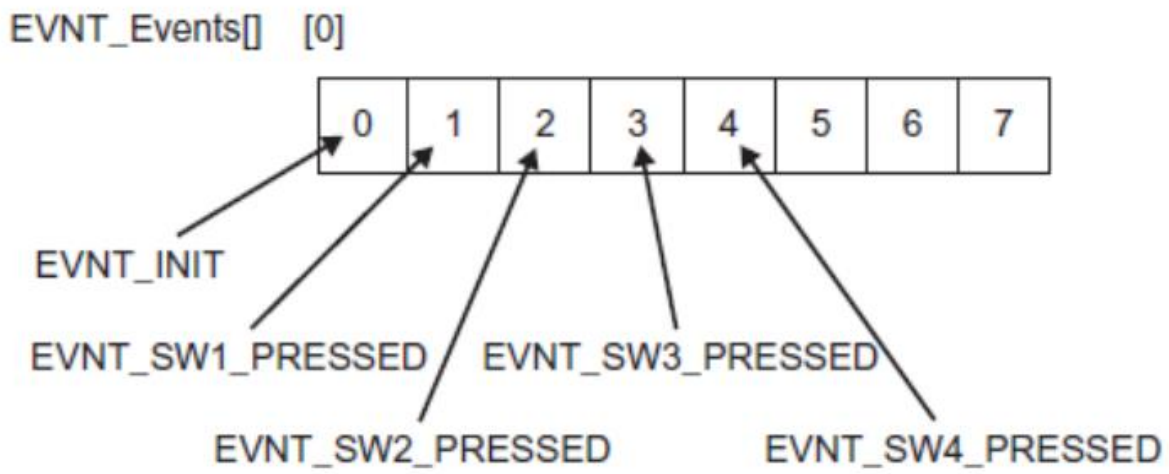 EVNT_Events[] [0]
0 1 2 3 4 5 6 7
EVNT_INIT
EVNT_SW1_PRESSED EVNT_SW3_PRESSED
EVNT_SW2_PRESSED EVNT_SW4_PRESSED